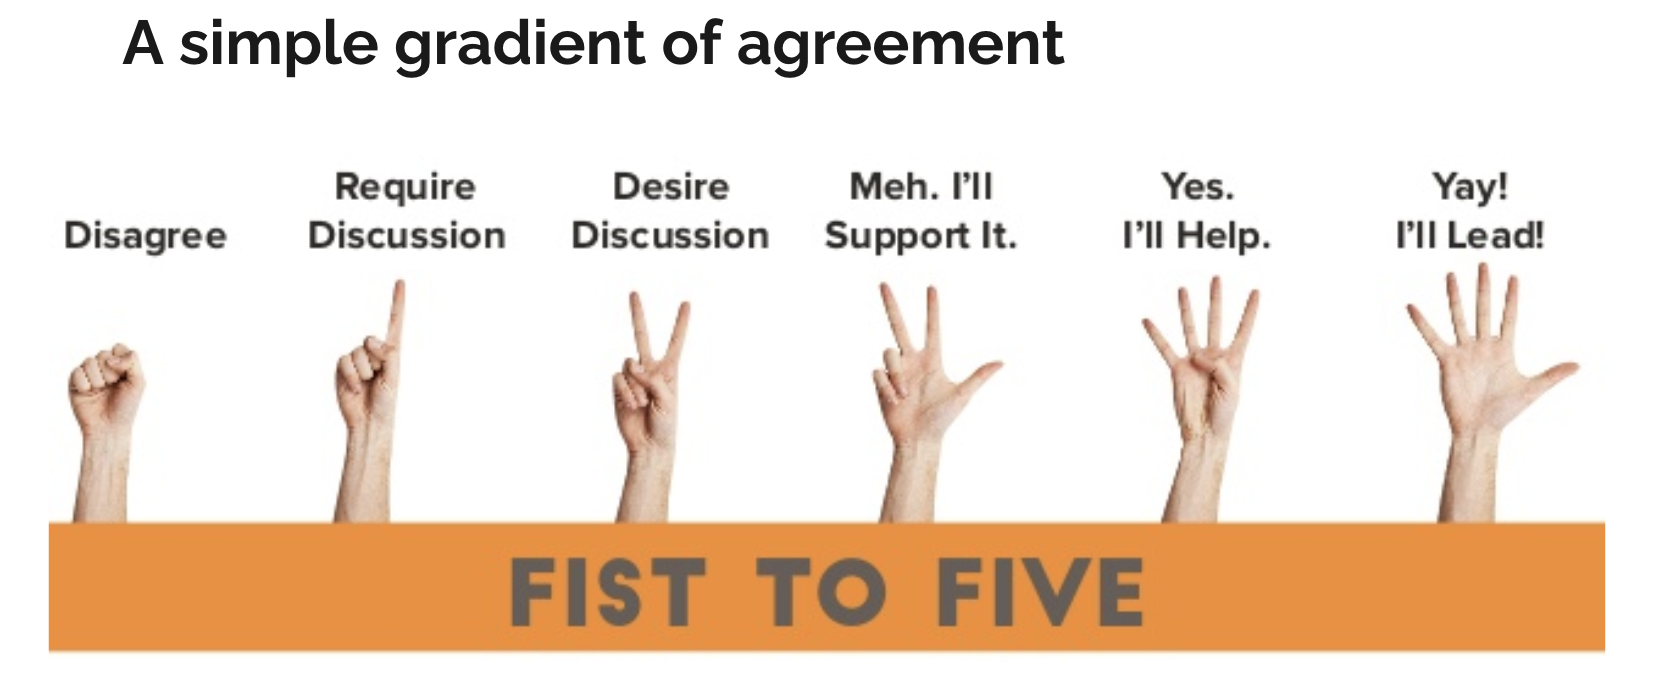 A simple gradient of agreement
Disagree
Require
Discussion
Desire
Discussion
Meh. I’ll
Support It.
Yes.
I’ll Help.
Yay!
I’ll Lead!
FIST TO FIVE